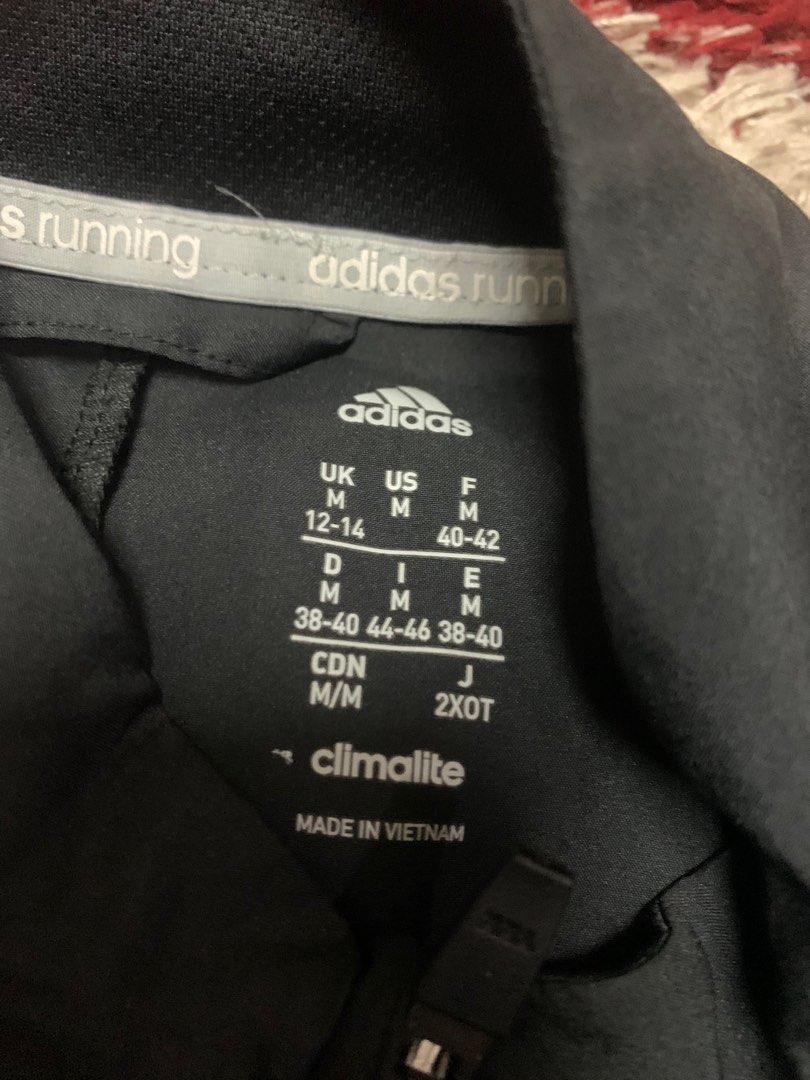 s running adidas runn
adidas
UK US F
M M M
12-14 40-42
D I E
M M M
38-40 44-46 38-40
CDN J
M/M 2XOT
climalite
MADE IN VIETNAM